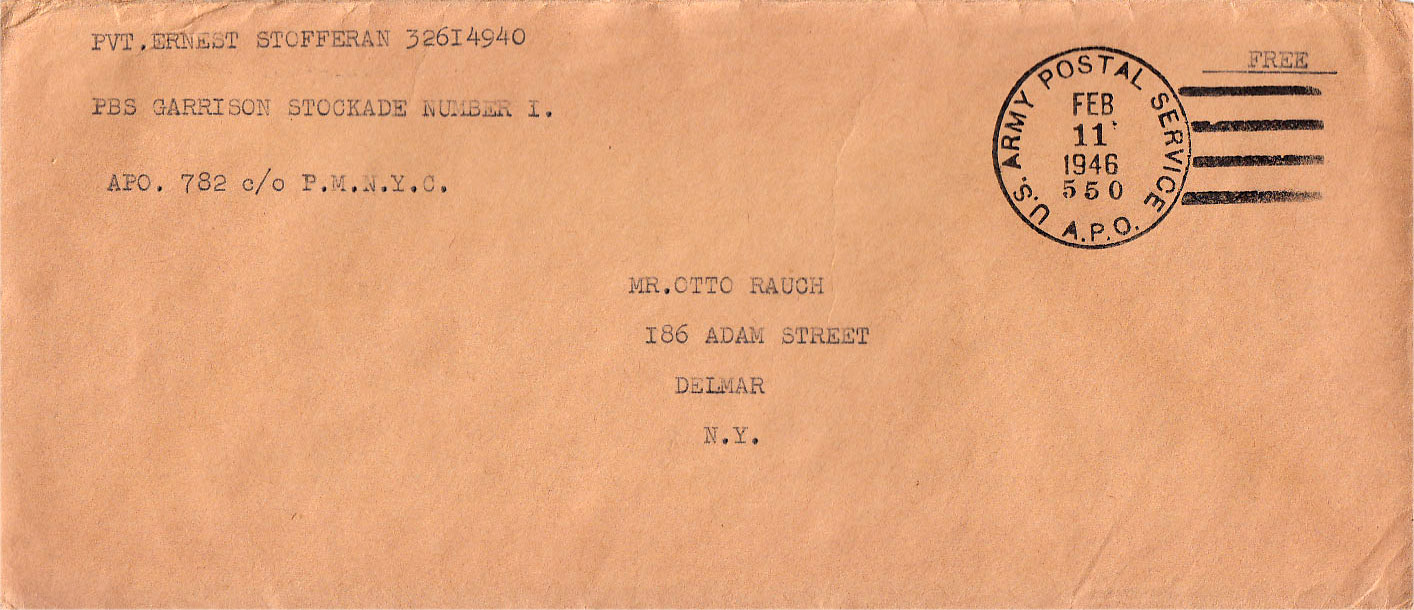 PVT.ERNEST STOFFERAN 32614940
PBS GARRISON STOCKADE NUMBER I.
APO. 782 c/o P.M.N.Y.C.
FREE
U.S. ARMY POSTAL SERVICE
FEB
11
1946
550
A.P.O.
MR.OTTO RAUCH
I86 ADAM STREET
DELMAR
N.Y.